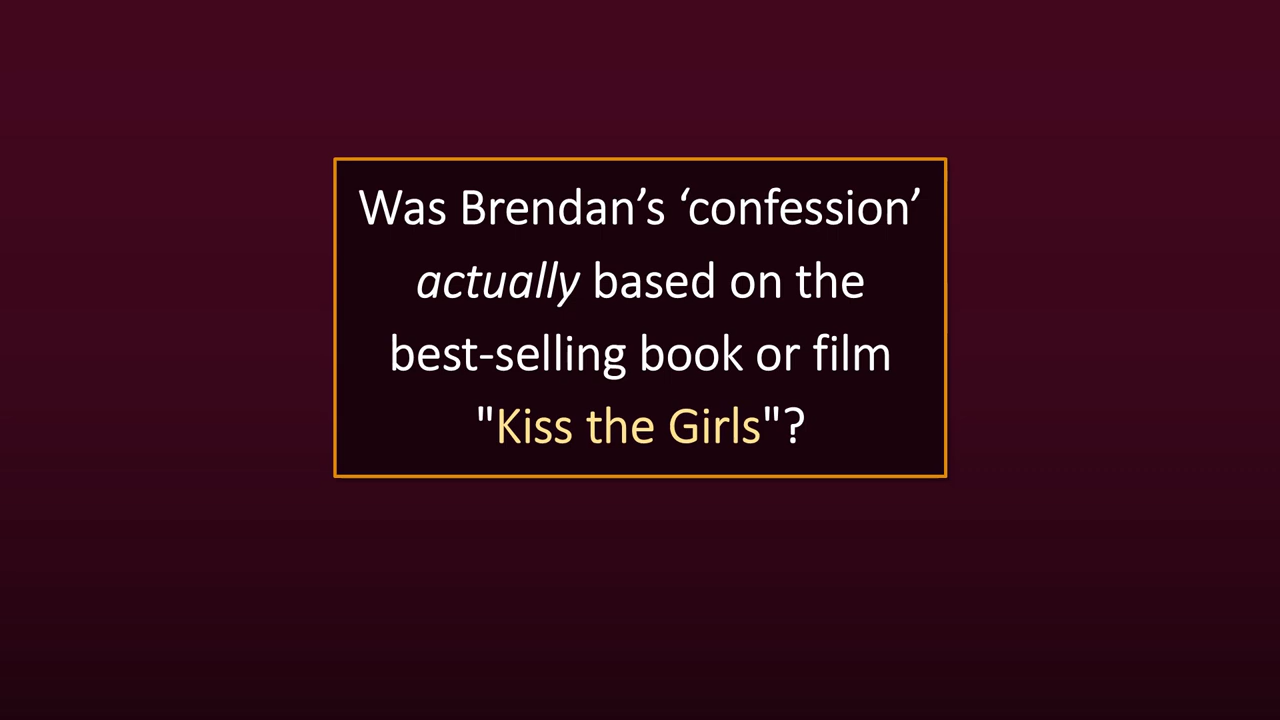 Was Brendan’s ‘confession’
actually based on the
best-selling book or film
"Kiss the Girls"?